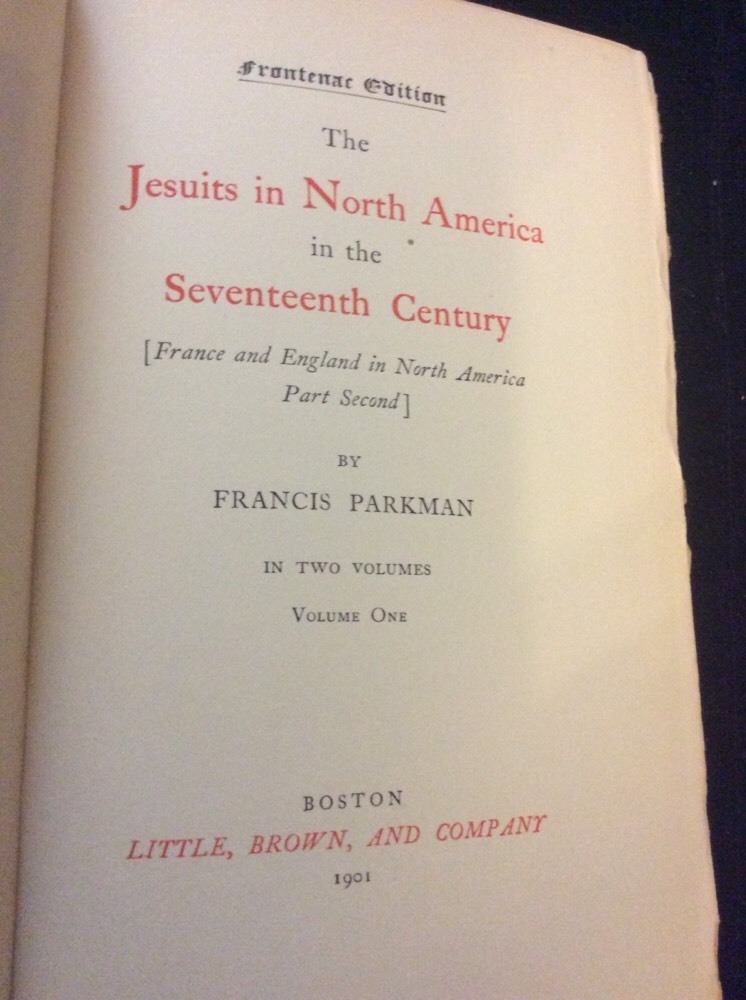 Frontenac Edition
The
Jesuits in North America
in the
Seventeenth Century
[France and England in North America
Part Second]
BY
FRANCIS PARKMAN
IN TWO VOLUMES
VOLUME ONE
BOSTON
LITTLE, BROWN, AND COMPANY
1901